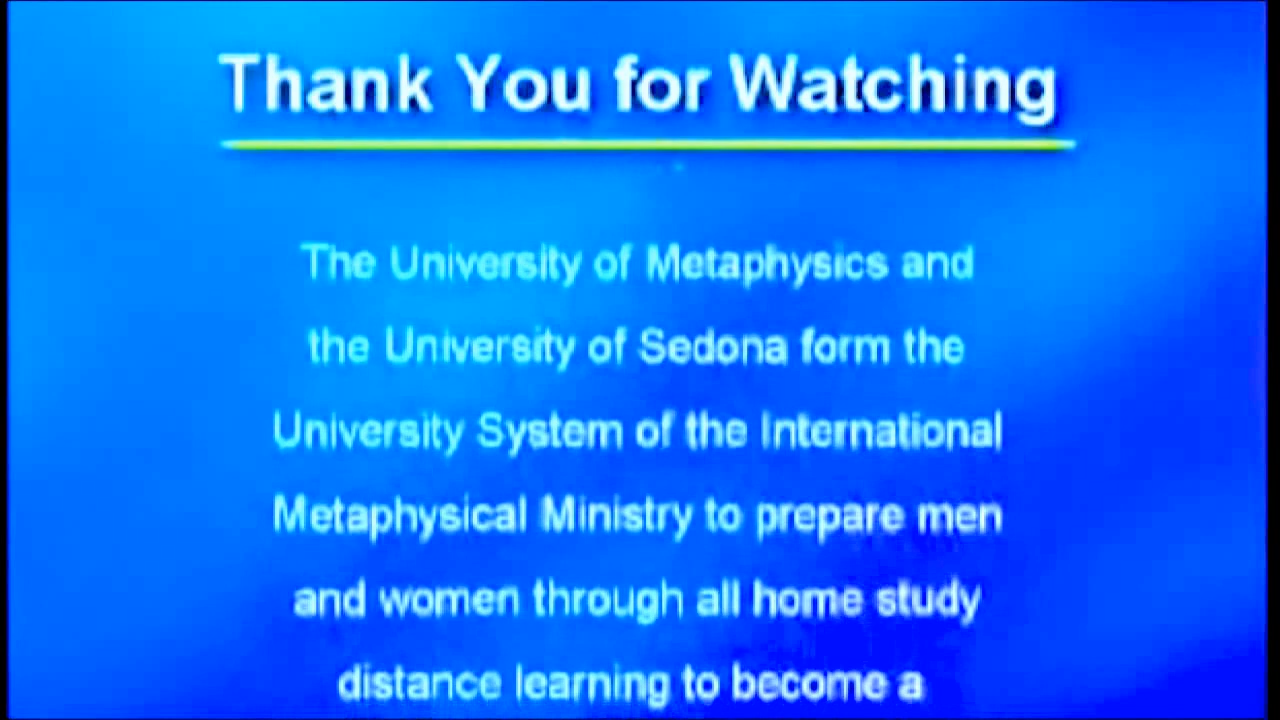 Thank You for Watching
The University of Metaphysics and
the University of Sedona form the
University System of the International
Metaphysical Ministry to prepare men
and women through all home study
distance learning to become a